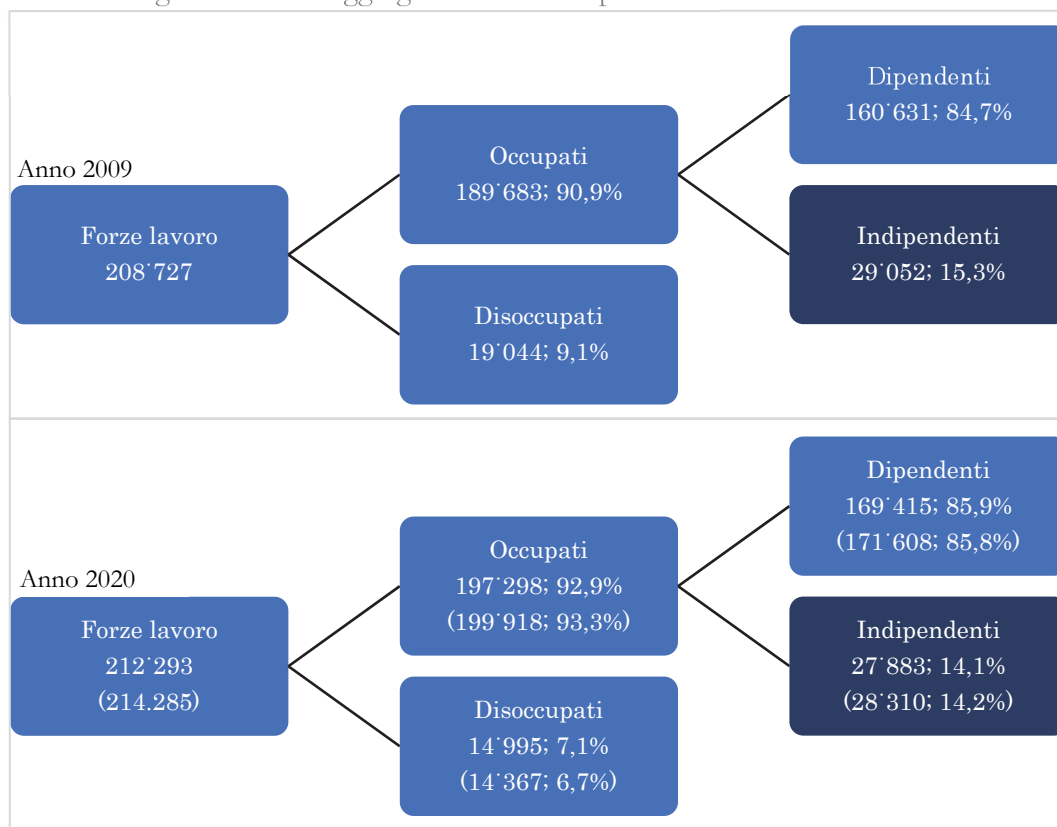 Anno 2009
Forze lavoro
208˙727
Occupati
189˙683; 90,9%
Disoccupati
19˙044; 9,1%
Dipendenti
160˙631; 84,7%
Indipendenti
29˙052; 15,3%
Anno 2020
Forze lavoro
212˙293
(214.285)
Occupati
197˙298; 92,9%
(199˙918; 93,3%)
Disoccupati
14˙995; 7,1%
(14˙367; 6,7%)
Dipendenti
169˙415; 85,9%
(171˙608; 85,8%)
Indipendenti
27˙883; 14,1%
(28˙310; 14,2%)